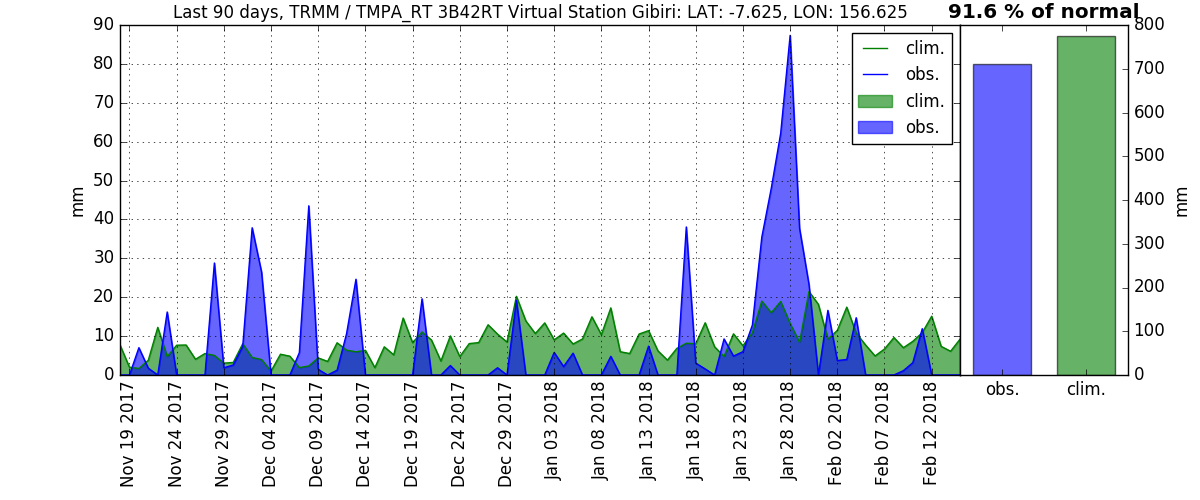 Last 90 days, TRMM / TMPA_RT 3B42RT Virtual Station Gibiri: LAT: -7.625, LON: 156.625
91.6 % of normal
90
80
70
60
50
40
30
20
10
0
mm
clim.
obs.
clim.
obs.
Nov 19 2017
Nov 24 2017
Nov 29 2017
Dec 04 2017
Dec 09 2017
Dec 14 2017
Dec 19 2017
Dec 24 2017
Dec 29 2017
Jan 03 2018
Jan 08 2018
Jan 13 2018
Jan 18 2018
Jan 23 2018
Jan 28 2018
Feb 02 2018
Feb 07 2018
Feb 12 2018
800
700
600
500
400
300
200
100
0
mm
obs.
clim.